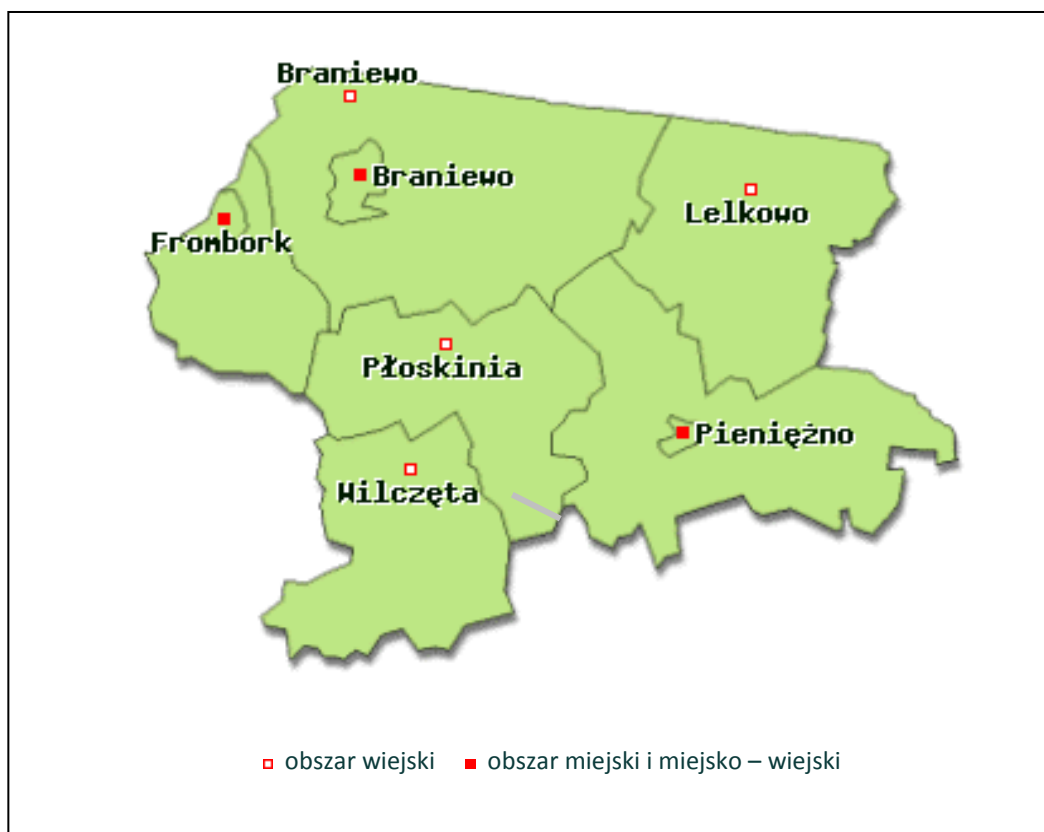 Braniewo
Braniewo
Lelkowo
Frombork
Płoskinia
Pieniężno
Wilczęta
obszar wiejski
obszar miejski i miejsko – wiejski